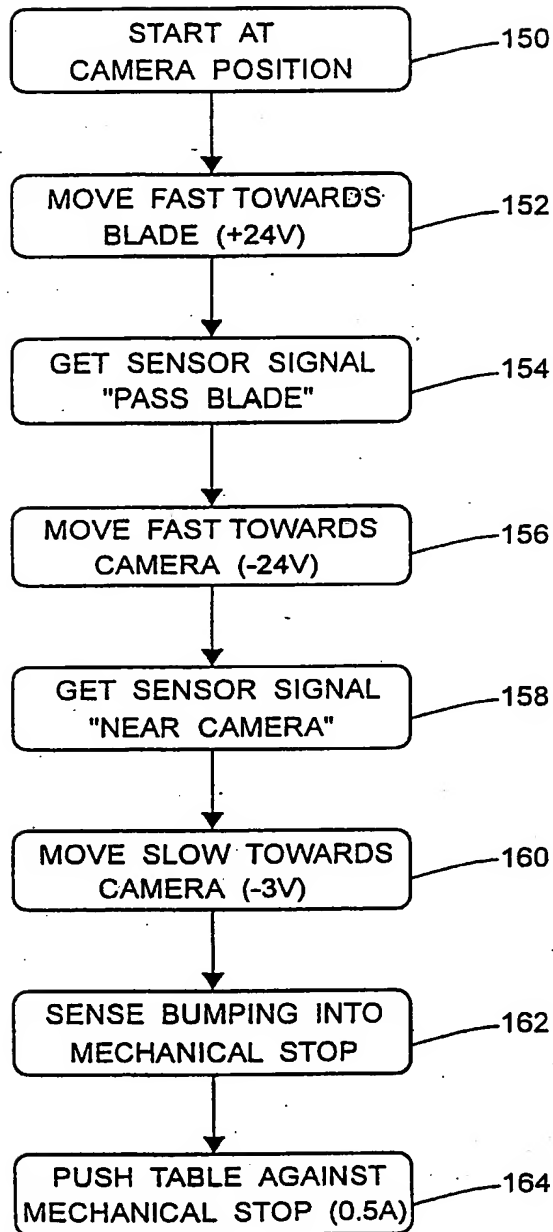 START AT
CAMERA POSITION
150
MOVE FAST TOWARDS
BLADE (+24V)
152
GET SENSOR SIGNAL
"PASS BLADE"
154
MOVE FAST TOWARDS
CAMERA (-24V)
156
GET SENSOR SIGNAL
"NEAR CAMERA"
158
MOVE SLOW TOWARDS
CAMERA (-3V)
160
SENSE BUMPING INTO
MECHANICAL STOP
162
PUSH TABLE AGAINST
MECHANICAL STOP (0.5A)
164